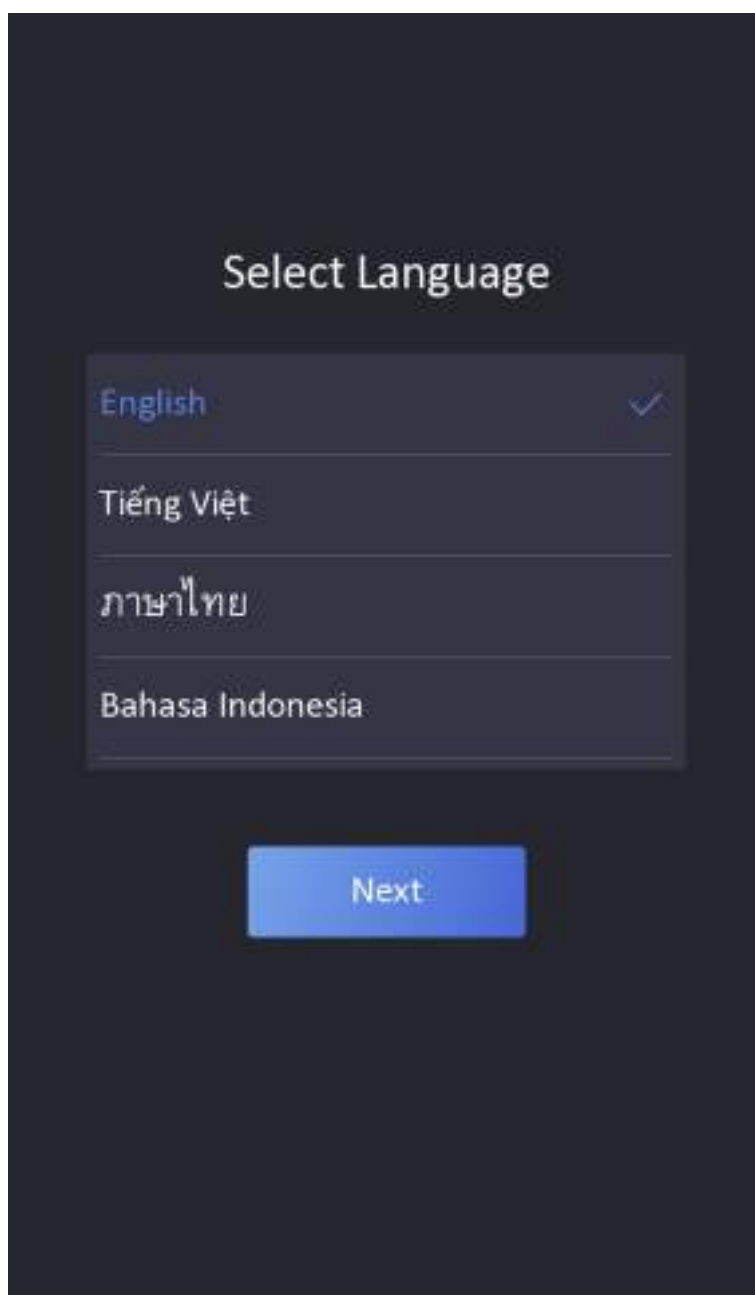 Select Language
English
Tiếng Việt
ภาษาไทย
Bahasa Indonesia
Next